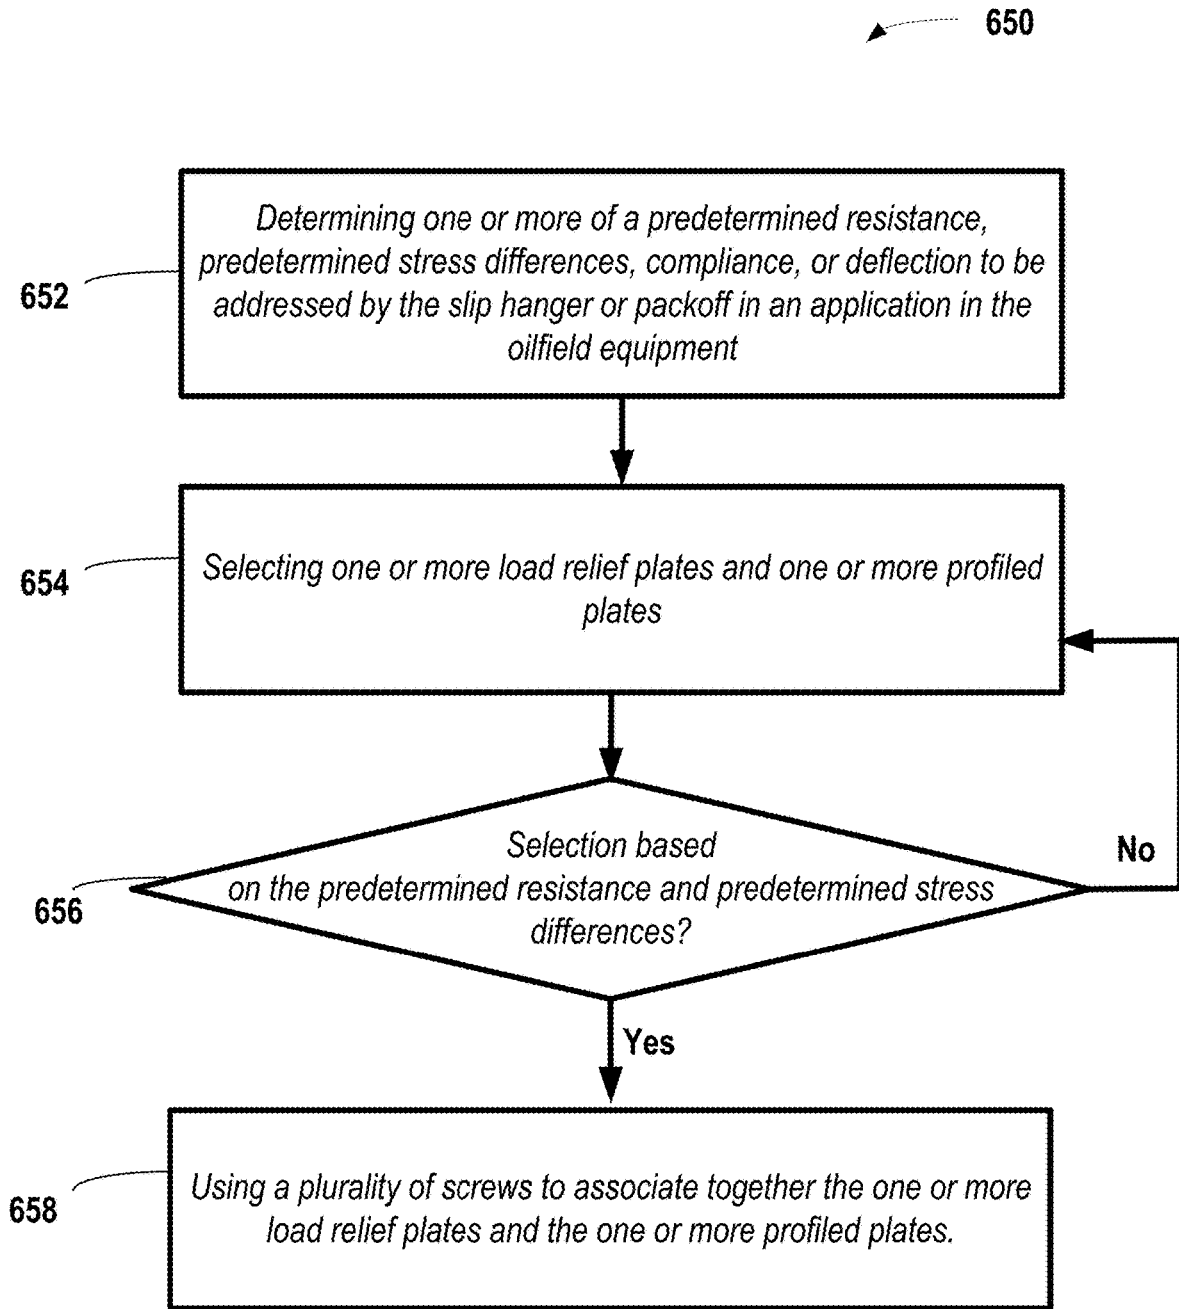 650
Determining one or more of a predetermined resistance,
predetermined stress differences, compliance, or deflection to be
addressed by the slip hanger or packoff in an application in the
oilfield equipment
652
Selecting one or more load relief plates and one or more profiled
plates
654
Selection based
on the predetermined resistance and predetermined stress
differences?
656
No
Yes
Using a plurality of screws to associate together the one or more
load relief plates and the one or more profiled plates.
658